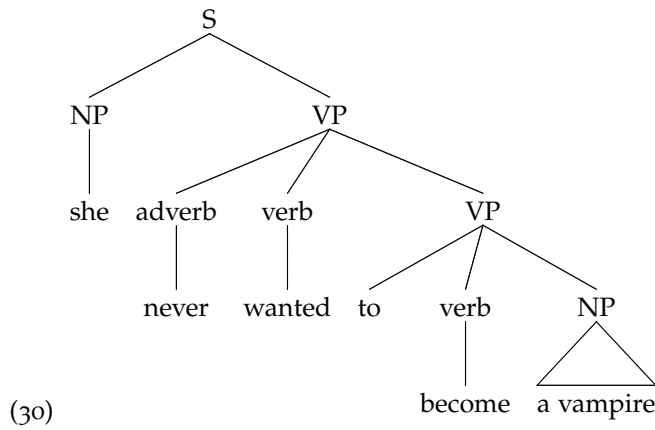 S
NP VP
she adverb verb VP
never wanted to verb NP
(30) become a vampire